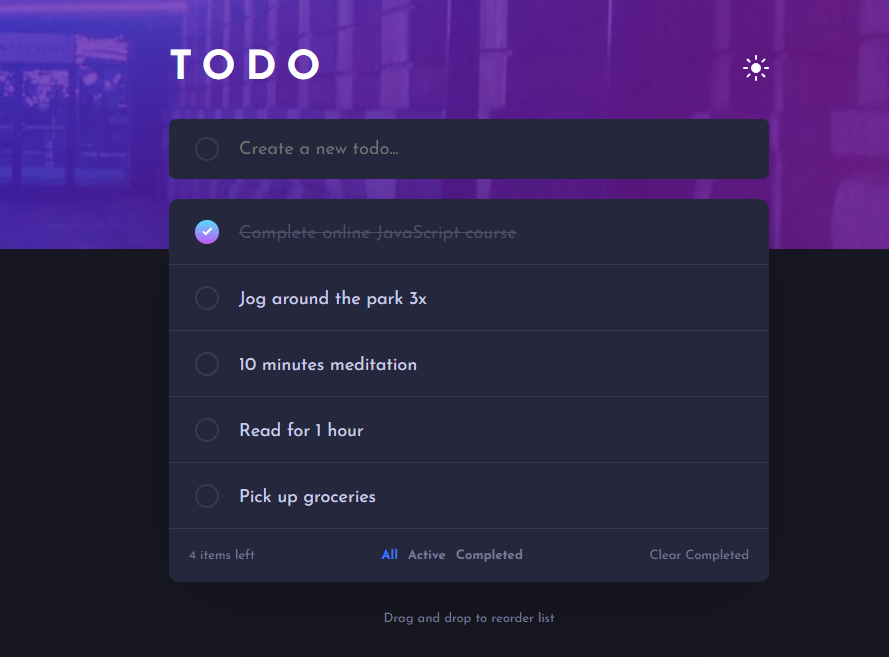 TODO
Create a new todo...
Complete online JavaScript course
Jog around the park 3x
10 minutes meditation
Read for 1 hour
Pick up groceries
4 items left All Active Completed Clear Completed
Drag and drop to reorder list